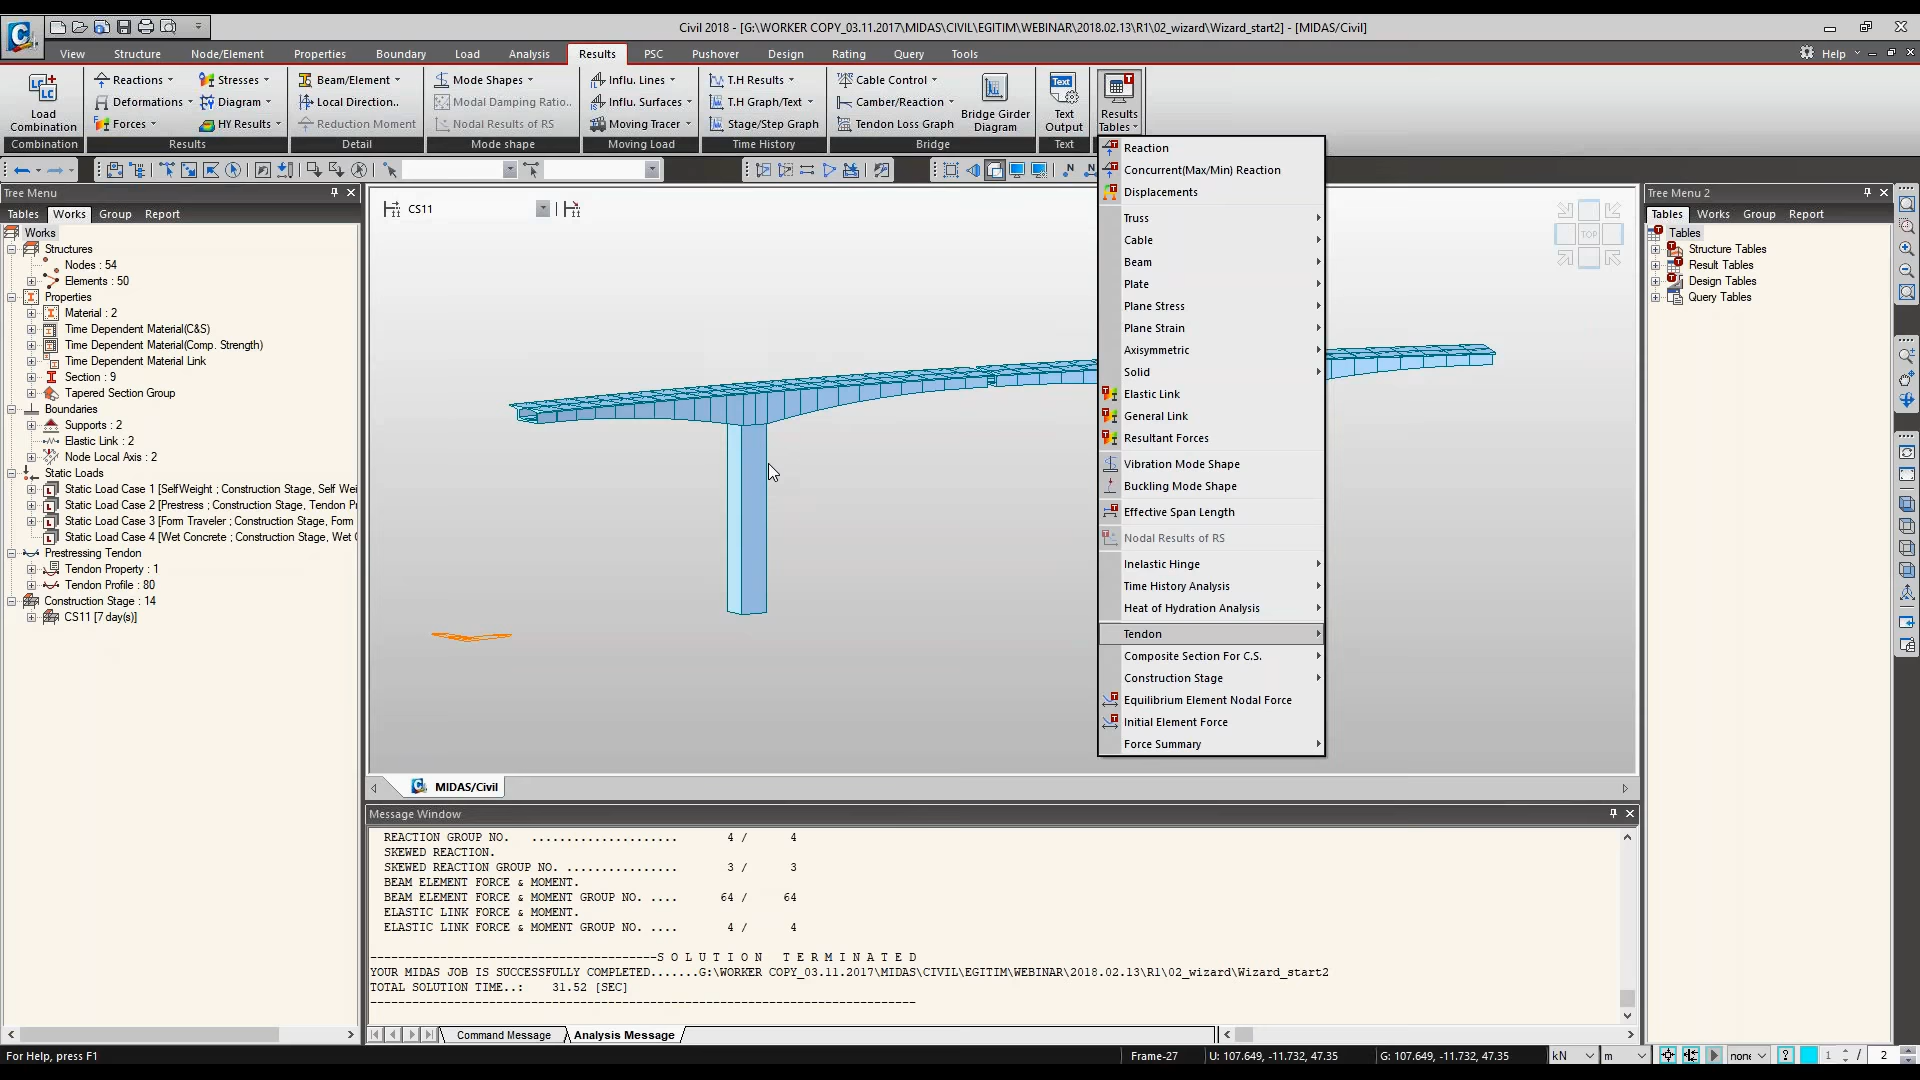 Civil 2018 - [G:\WORKER COPY_03.11.2017\MIDAS\CIVIL\EGITIM\WEBINAR\2018.02.13\R1\02_wizard\Wizard_start2] - [MIDAS/Civil]
View Structure Node/Element Properties Boundary Load Analysis Results PSC Pushover Design Rating Query Tools Help
Load Combination
Reactions Stresses Beam/Element Mode Shapes Influ. Lines T.H Results Cable Control
Deformations Diagram Local Direction.. Modal Damping Ratio.. Influ. Surfaces T.H Graph/Text Camber/Reaction
Forces HY Results Reduction Moment Nodal Results of RS Moving Tracer Stage/Step Graph Tendon Loss Graph
Bridge Girder Diagram
Text Output
Results Tables
Combination Results Detail Mode shape Moving Load Time History Bridge Text
Tree Menu
Tables Works Group Report
Works
Structures
Nodes : 54
Elements : 50
Properties
Material : 2
Time Dependent Material(C&S)
Time Dependent Material(Comp. Strength)
Time Dependent Material Link
Section : 9
Tapered Section Group
Boundaries
Supports : 2
Elastic Link : 2
Node Local Axis : 2
Static Loads
Static Load Case 1 [SelfWeight ; Construction Stage, Self Wei
Static Load Case 2 [Prestress ; Construction Stage, Tendon P
Static Load Case 3 [Form Traveler ; Construction Stage, Form
Static Load Case 4 [Wet Concrete ; Construction Stage, Wet
Prestressing Tendon
Tendon Property : 1
Tendon Profile : 80
Construction Stage : 14
CS11 [7 day(s)]
CS11
Reaction
Concurrent(Max/Min) Reaction
Displacements
Truss
Cable
Beam
Plate
Plane Stress
Plane Strain
Axisymmetric
Solid
Elastic Link
General Link
Resultant Forces
Vibration Mode Shape
Buckling Mode Shape
Effective Span Length
Nodal Results of RS
Inelastic Hinge
Time History Analysis
Heat of Hydration Analysis
Tendon
Composite Section For C.S.
Construction Stage
Equilibrium Element Nodal Force
Initial Element Force
Force Summary
TOP
Tree Menu 2
Tables Works Group Report
Tables
Structure Tables
Result Tables
Design Tables
Query Tables
MIDAS/Civil
Message Window
REACTION GROUP NO. ..................... 4 / 4
SKEWED REACTION.
SKEWED REACTION GROUP NO. ................ 3 / 3
BEAM ELEMENT FORCE & MOMENT.
BEAM ELEMENT FORCE & MOMENT GROUP NO. .... 64 / 64
ELASTIC LINK FORCE & MOMENT.
ELASTIC LINK FORCE & MOMENT GROUP NO. .... 4 / 4
S O L U T I O N T E R M I N A T E D
YOUR MIDAS JOB IS SUCCESSFULLY COMPLETED.......G:\WORKER COPY_03.11.2017\MIDAS\CIVIL\EGITIM\WEBINAR\2018.02.13\R1\02_wizard\Wizard_start2
TOTAL SOLUTION TIME..: 31.52 [SEC]
Command Message Analysis Message
For Help, press F1
Frame-27 U: 107.649, -11.732, 47.35 G: 107.649, -11.732, 47.35 kN m none ? 1 / 2